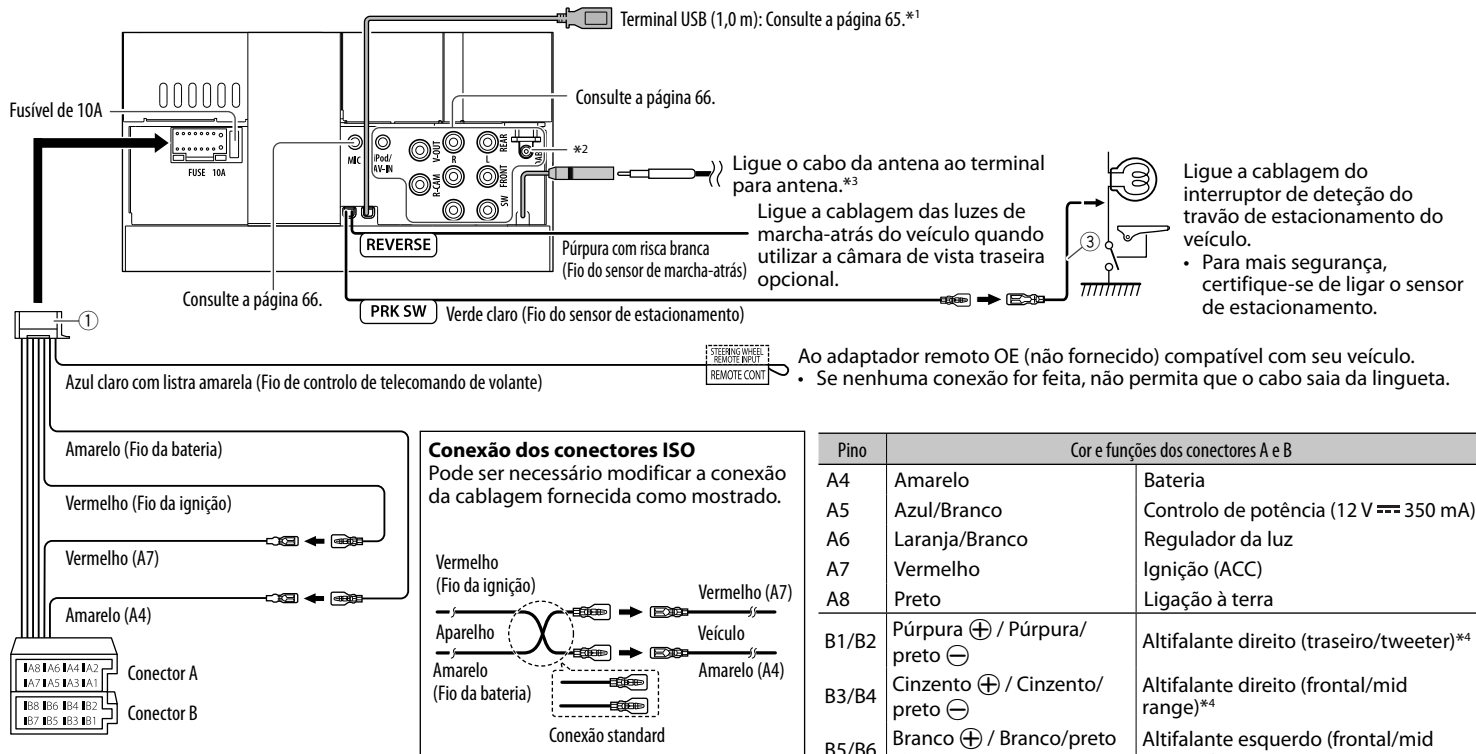 Terminal USB (1,0 m): Consulte a página 65.*1
Fusível de 10A
Consulte a página 66.
FUSE 10A
MIC
iPod/
AV-IN
V-OUT
R-CAM
R
L
REAR
FRONT
SW
DAB
*2
Ligue o cabo da antena ao terminal
para antena.*3
REVERSE
Púrpura com risca branca
(Fio do sensor de marcha-atrás)
Ligue a cablagem das luzes de
marcha-atrás do veículo quando
utilizar a câmara de vista traseira
opcional.
3
Ligue a cablagem do
interruptor de deteção do
travão de estacionamento do
veículo.
• Para mais segurança,
certifique-se de ligar o sensor
de estacionamento.
Consulte a página 66.
PRK SW
Verde claro (Fio do sensor de estacionamento)
1
Azul claro com listra amarela (Fio de controlo de telecomando de volante)
STEERING WHEEL
REMOTE INPUT
REMOTE CONT
Ao adaptador remoto OE (não fornecido) compatível com seu veículo.
• Se nenhuma conexão for feita, não permita que o cabo saia da lingueta.
Amarelo (Fio da bateria)
Vermelho (Fio da ignição)
Vermelho (A7)
Amarelo (A4)
A8 A6 A4 A2
A7 A5 A3 A1
Conector A
B8 B6 B4 B2
B7 B5 B3 B1
Conector B
Conexão dos conectores ISO
Pode ser necessário modificar a conexão
da cablagem fornecida como mostrado.
Vermelho
(Fio da ignição)
Vermelho (A7)
Aparelho
Veículo
Amarelo
(Fio da bateria)
Amarelo (A4)
Conexão standard
Pino Cor e funções dos conectores A e B
A4 Amarelo Bateria
A5 Azul/Branco Controlo de potência (12 V ⎓ 350 mA)
A6 Laranja/Branco Regulador da luz
A7 Vermelho Ignição (ACC)
A8 Preto Ligação à terra
B1/B2 Púrpura ⊕ / Púrpura/
preto ⊖ Altifalante direito (traseiro/tweeter)*4
B3/B4 Cinzento ⊕ / Cinzento/
preto ⊖ Altifalante direito (frontal/mid
range)*4
B5/B6 Branco ⊕ / Branco/preto Altifalante esquerdo (frontal/mid